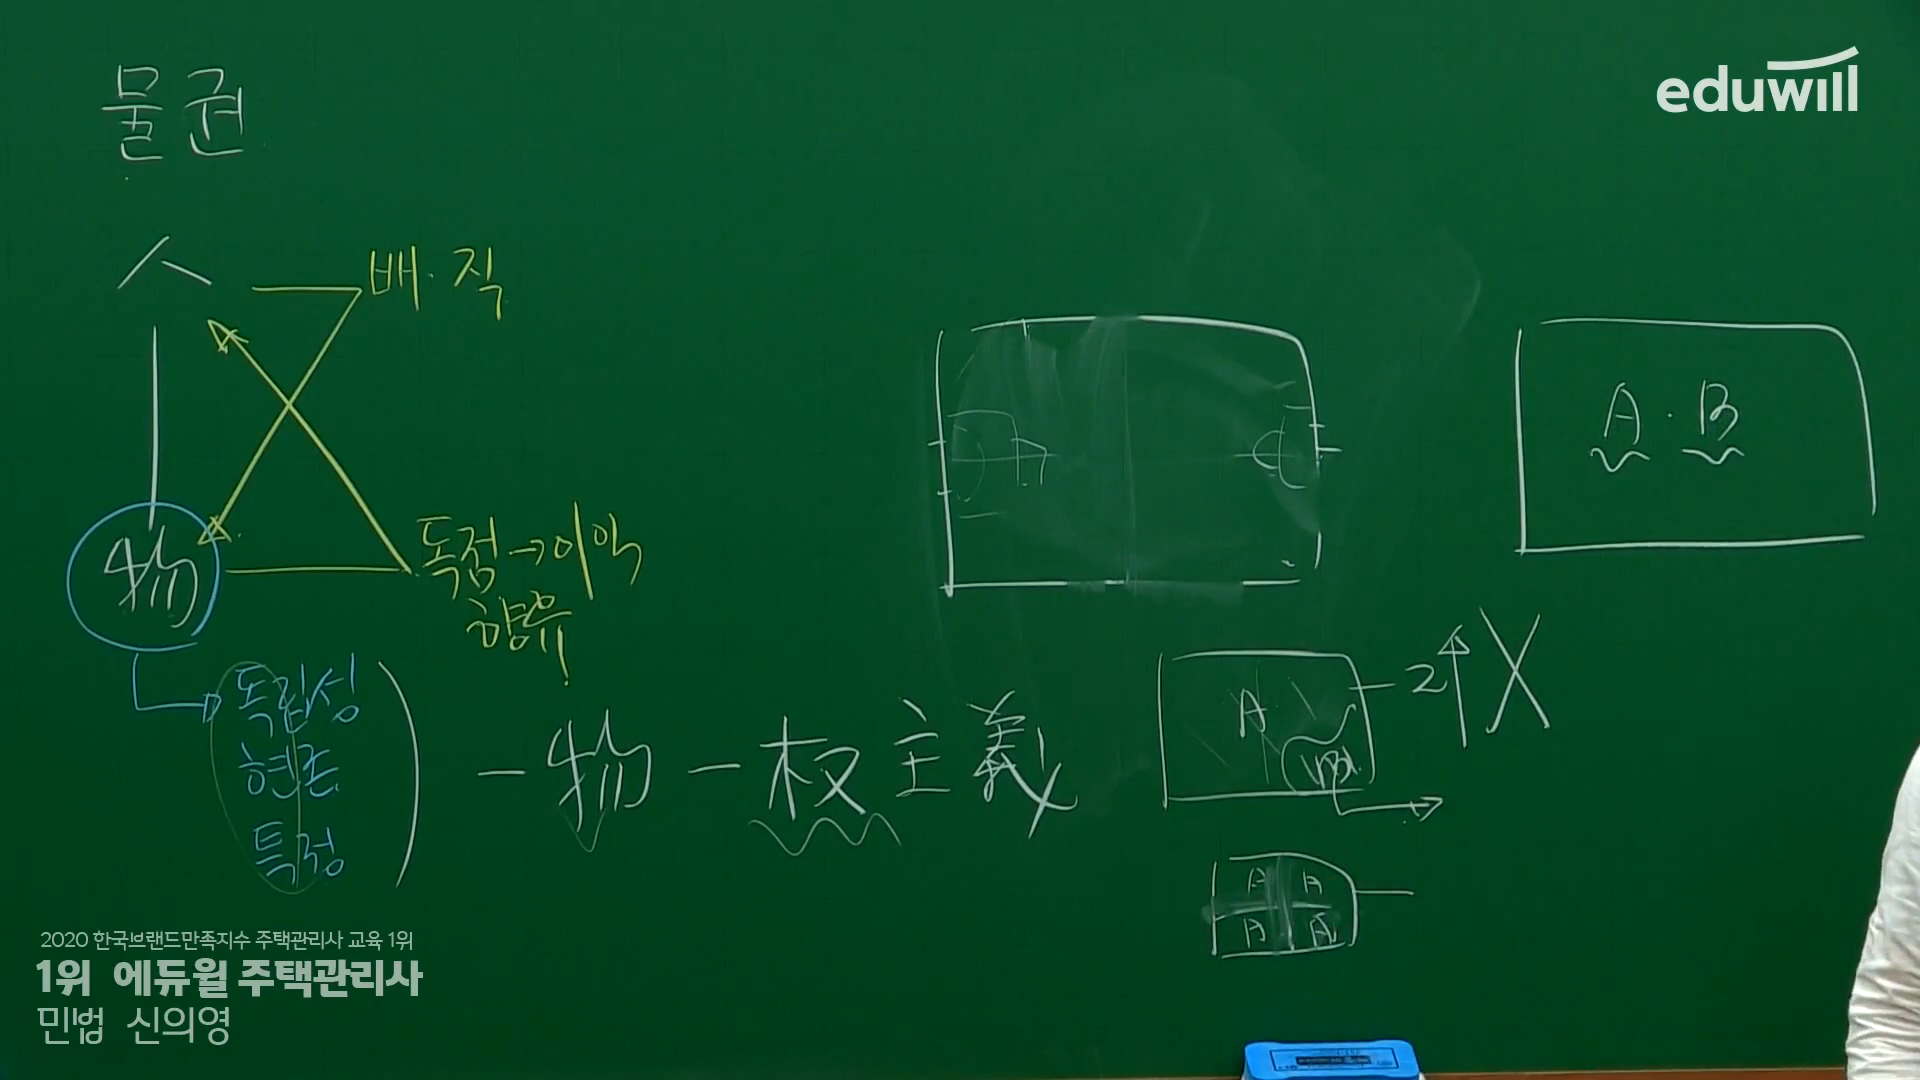 eduwill
물권
人
배·직
A·B
物
독점→이익
향유
독립성
현존
특정
一物一权主義
A
2
X
A A
A A
2020 한국브랜드만족지수 주택관리사 교육 1위
1위 에듀윌 주택관리사
민법 신의영